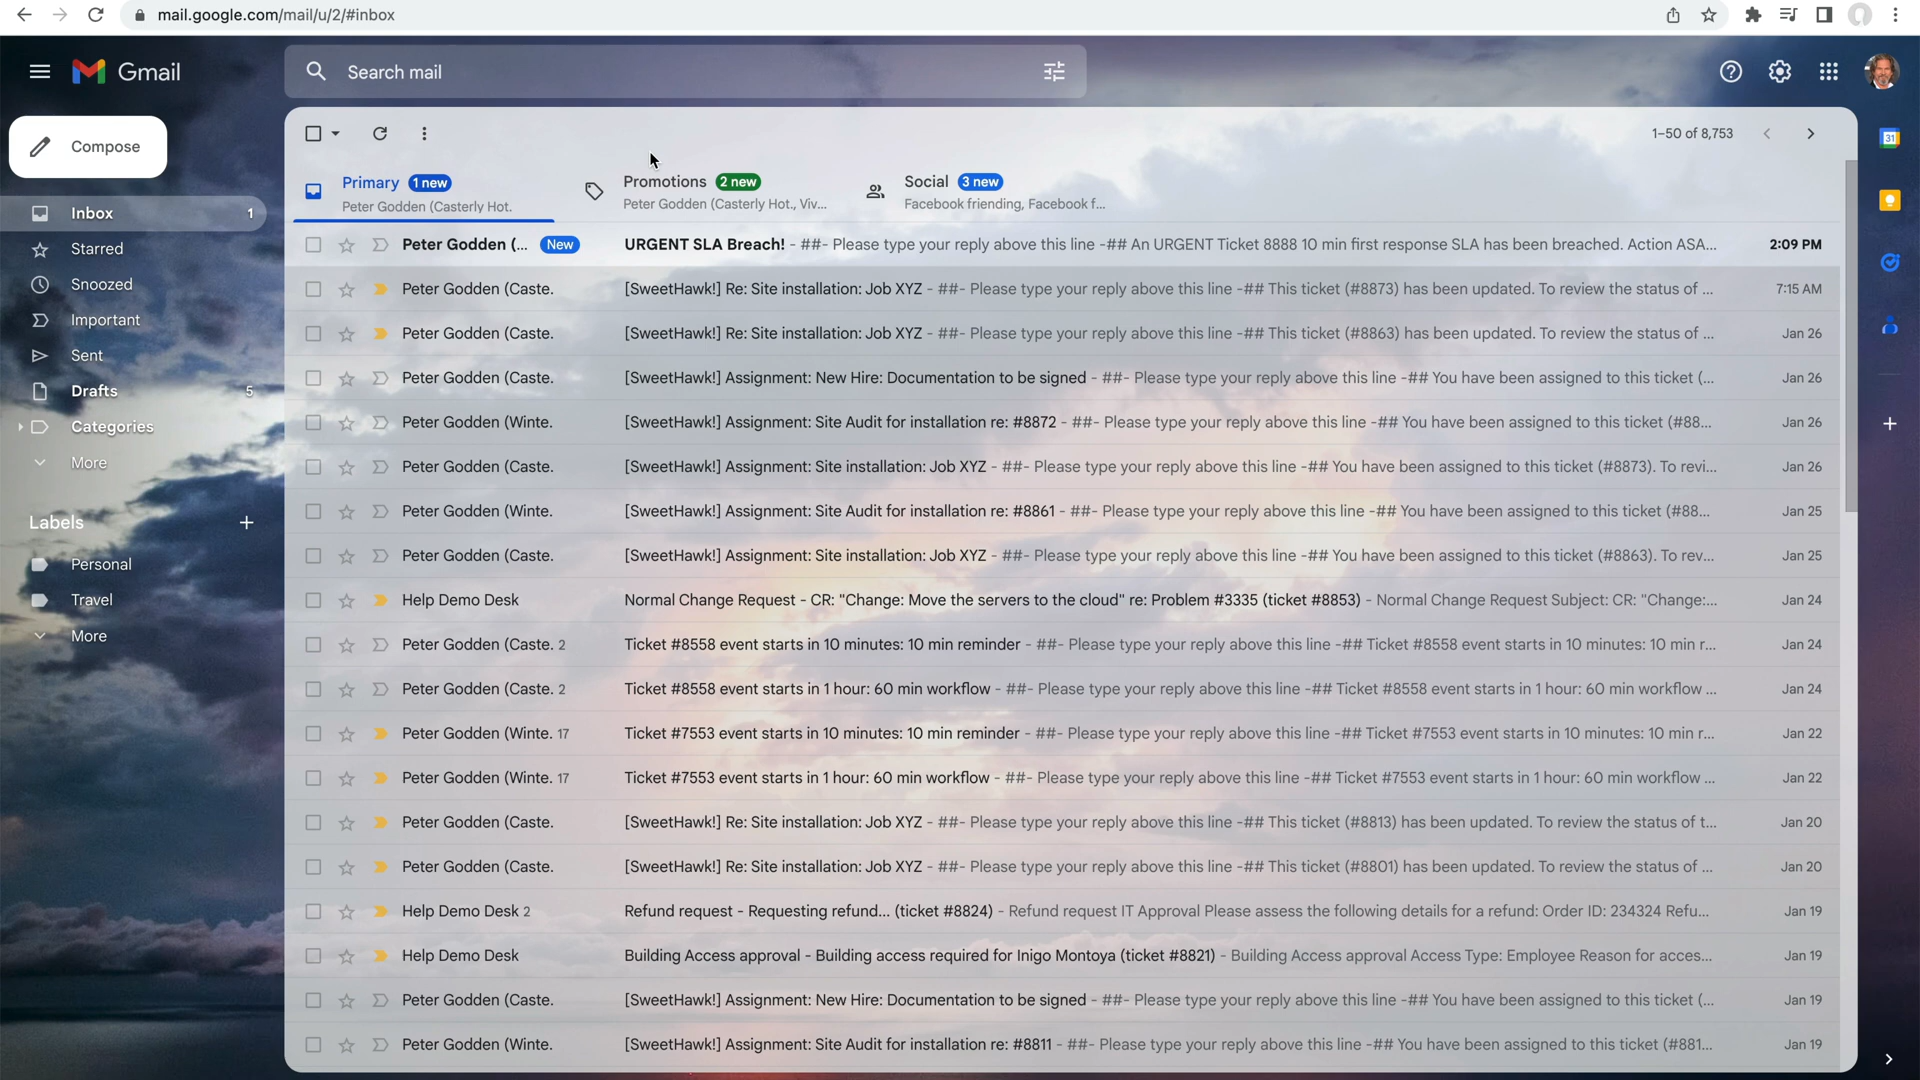 mail.google.com/mail/u/2/#inbox
Gmail
Search mail
Compose
1–50 of 8,753
Primary 1 new
Peter Godden (Casterly Hot.
Promotions 2 new
Peter Godden (Casterly Hot., Viv...
Social 3 new
Facebook friending, Facebook f...
31
Inbox 1
Starred
Snoozed
Important
Sent
Drafts 5
Categories
More
Labels
Personal
Travel
More
Peter Godden (... New URGENT SLA Breach! - ##- Please type your reply above this line -## An URGENT Ticket 8888 10 min first response SLA has been breached. Action ASA... 2:09 PM
Peter Godden (Caste. [SweetHawk!] Re: Site installation: Job XYZ - ##- Please type your reply above this line -## This ticket (#8873) has been updated. To review the status of ... 7:15 AM
Peter Godden (Caste. [SweetHawk!] Re: Site installation: Job XYZ - ##- Please type your reply above this line -## This ticket (#8863) has been updated. To review the status of ... Jan 26
Peter Godden (Caste. [SweetHawk!] Assignment: New Hire: Documentation to be signed - ##- Please type your reply above this line -## You have been assigned to this ticket (... Jan 26
Peter Godden (Winte. [SweetHawk!] Assignment: Site Audit for installation re: #8872 - ##- Please type your reply above this line -## You have been assigned to this ticket (#88... Jan 26
Peter Godden (Caste. [SweetHawk!] Assignment: Site installation: Job XYZ - ##- Please type your reply above this line -## You have been assigned to this ticket (#8873). To revi... Jan 26
Peter Godden (Winte. [SweetHawk!] Assignment: Site Audit for installation re: #8861 - ##- Please type your reply above this line -## You have been assigned to this ticket (#88... Jan 25
Peter Godden (Caste. [SweetHawk!] Assignment: Site installation: Job XYZ - ##- Please type your reply above this line -## You have been assigned to this ticket (#8863). To rev... Jan 25
Help Demo Desk Normal Change Request - CR: "Change: Move the servers to the cloud" re: Problem #3335 (ticket #8853) - Normal Change Request Subject: CR: "Change:... Jan 24
Peter Godden (Caste. 2 Ticket #8558 event starts in 10 minutes: 10 min reminder - ##- Please type your reply above this line -## Ticket #8558 event starts in 10 minutes: 10 min r... Jan 24
Peter Godden (Caste. 2 Ticket #8558 event starts in 1 hour: 60 min workflow - ##- Please type your reply above this line -## Ticket #8558 event starts in 1 hour: 60 min workflow ... Jan 24
Peter Godden (Winte. 17 Ticket #7553 event starts in 10 minutes: 10 min reminder - ##- Please type your reply above this line -## Ticket #7553 event starts in 10 minutes: 10 min r... Jan 22
Peter Godden (Winte. 17 Ticket #7553 event starts in 1 hour: 60 min workflow - ##- Please type your reply above this line -## Ticket #7553 event starts in 1 hour: 60 min workflow ... Jan 22
Peter Godden (Caste. [SweetHawk!] Re: Site installation: Job XYZ - ##- Please type your reply above this line -## This ticket (#8813) has been updated. To review the status of t... Jan 20
Peter Godden (Caste. [SweetHawk!] Re: Site installation: Job XYZ - ##- Please type your reply above this line -## This ticket (#8801) has been updated. To review the status of ... Jan 20
Help Demo Desk 2 Refund request - Requesting refund... (ticket #8824) - Refund request IT Approval Please assess the following details for a refund: Order ID: 234324 Refu... Jan 19
Help Demo Desk Building Access approval - Building access required for Inigo Montoya (ticket #8821) - Building Access approval Access Type: Employee Reason for acces... Jan 19
Peter Godden (Caste. [SweetHawk!] Assignment: New Hire: Documentation to be signed - ##- Please type your reply above this line -## You have been assigned to this ticket (... Jan 19
Peter Godden (Winte. [SweetHawk!] Assignment: Site Audit for installation re: #8811 - ##- Please type your reply above this line -## You have been assigned to this ticket (#881... Jan 19